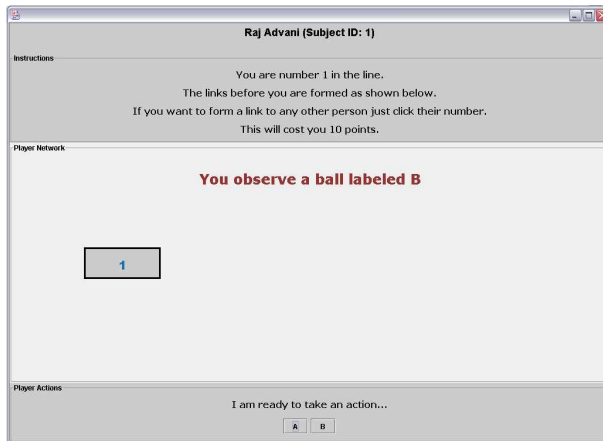 Raj Advani (Subject ID: 1)
Instructions
You are number 1 in the line.
The links before you are formed as shown below.
If you want to form a link to any other person just click their number.
This will cost you 10 points.
Player Network
You observe a ball labeled B
1
Player Actions
I am ready to take an action...
A B